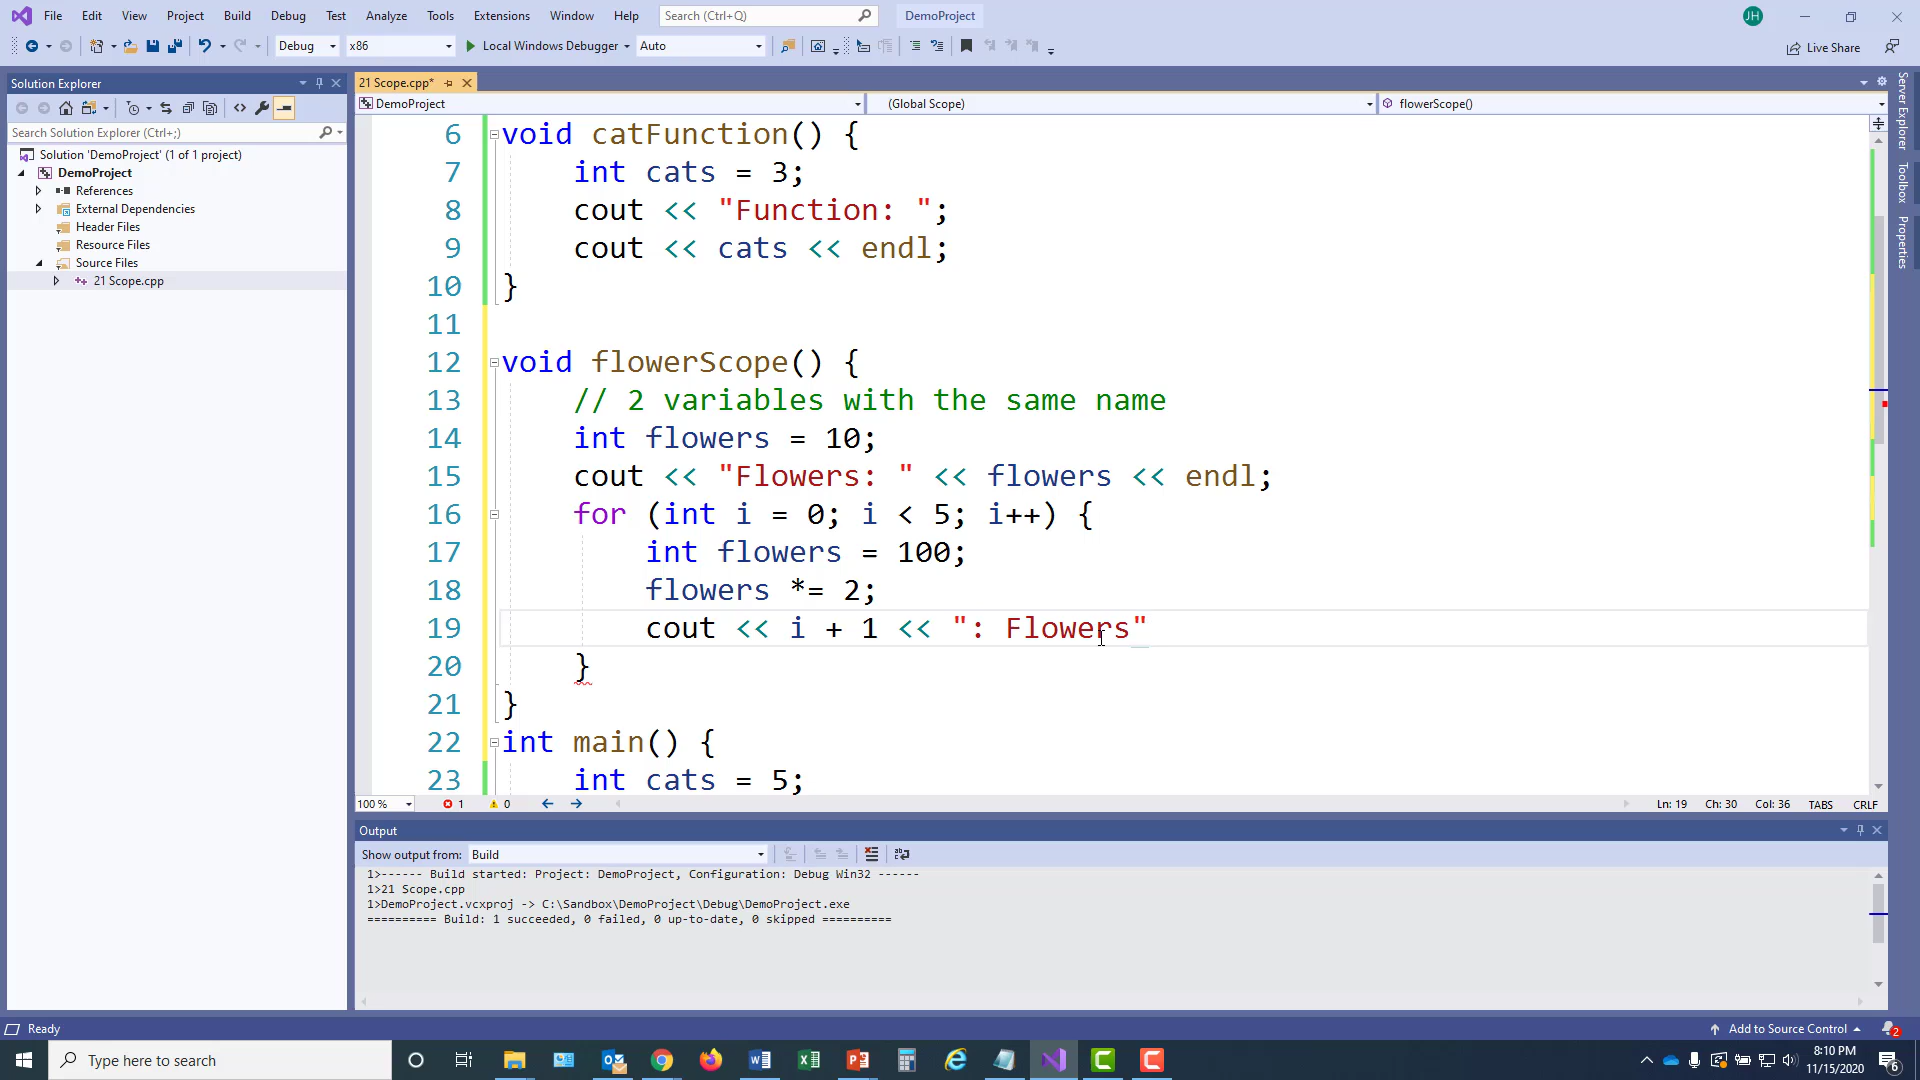 File Edit View Project Build Debug Test Analyze Tools Extensions Window Help Search (Ctrl+Q) DemoProject JH
Debug x86 Local Windows Debugger Auto Live Share
Solution Explorer
Search Solution Explorer (Ctrl+;)
Solution 'DemoProject' (1 of 1 project)
DemoProject
References
External Dependencies
Header Files
Resource Files
Source Files
21 Scope.cpp
21 Scope.cpp*
DemoProject (Global Scope) flowerScope()
6 void catFunction() {
7 int cats = 3;
8 cout << "Function: ";
9 cout << cats << endl;
10 }
11
12 void flowerScope() {
13 // 2 variables with the same name
14 int flowers = 10;
15 cout << "Flowers: " << flowers << endl;
16 for (int i = 0; i < 5; i++) {
17 int flowers = 100;
18 flowers *= 2;
19 cout << i + 1 << ": Flowers"
20 }
21 }
22 int main() {
23 int cats = 5;
100 % 1 0 Ln: 19 Ch: 30 Col: 36 TABS CRLF
Output
Show output from: Build
1>------ Build started: Project: DemoProject, Configuration: Debug Win32 ------
1>21 Scope.cpp
1>DemoProject.vcxproj -> C:\Sandbox\DemoProject\Debug\DemoProject.exe
========== Build: 1 succeeded, 0 failed, 0 up-to-date, 0 skipped ==========
Server Explorer
Toolbox
Properties
Ready Add to Source Control 2
Type here to search
8:10 PM
11/15/2020
6